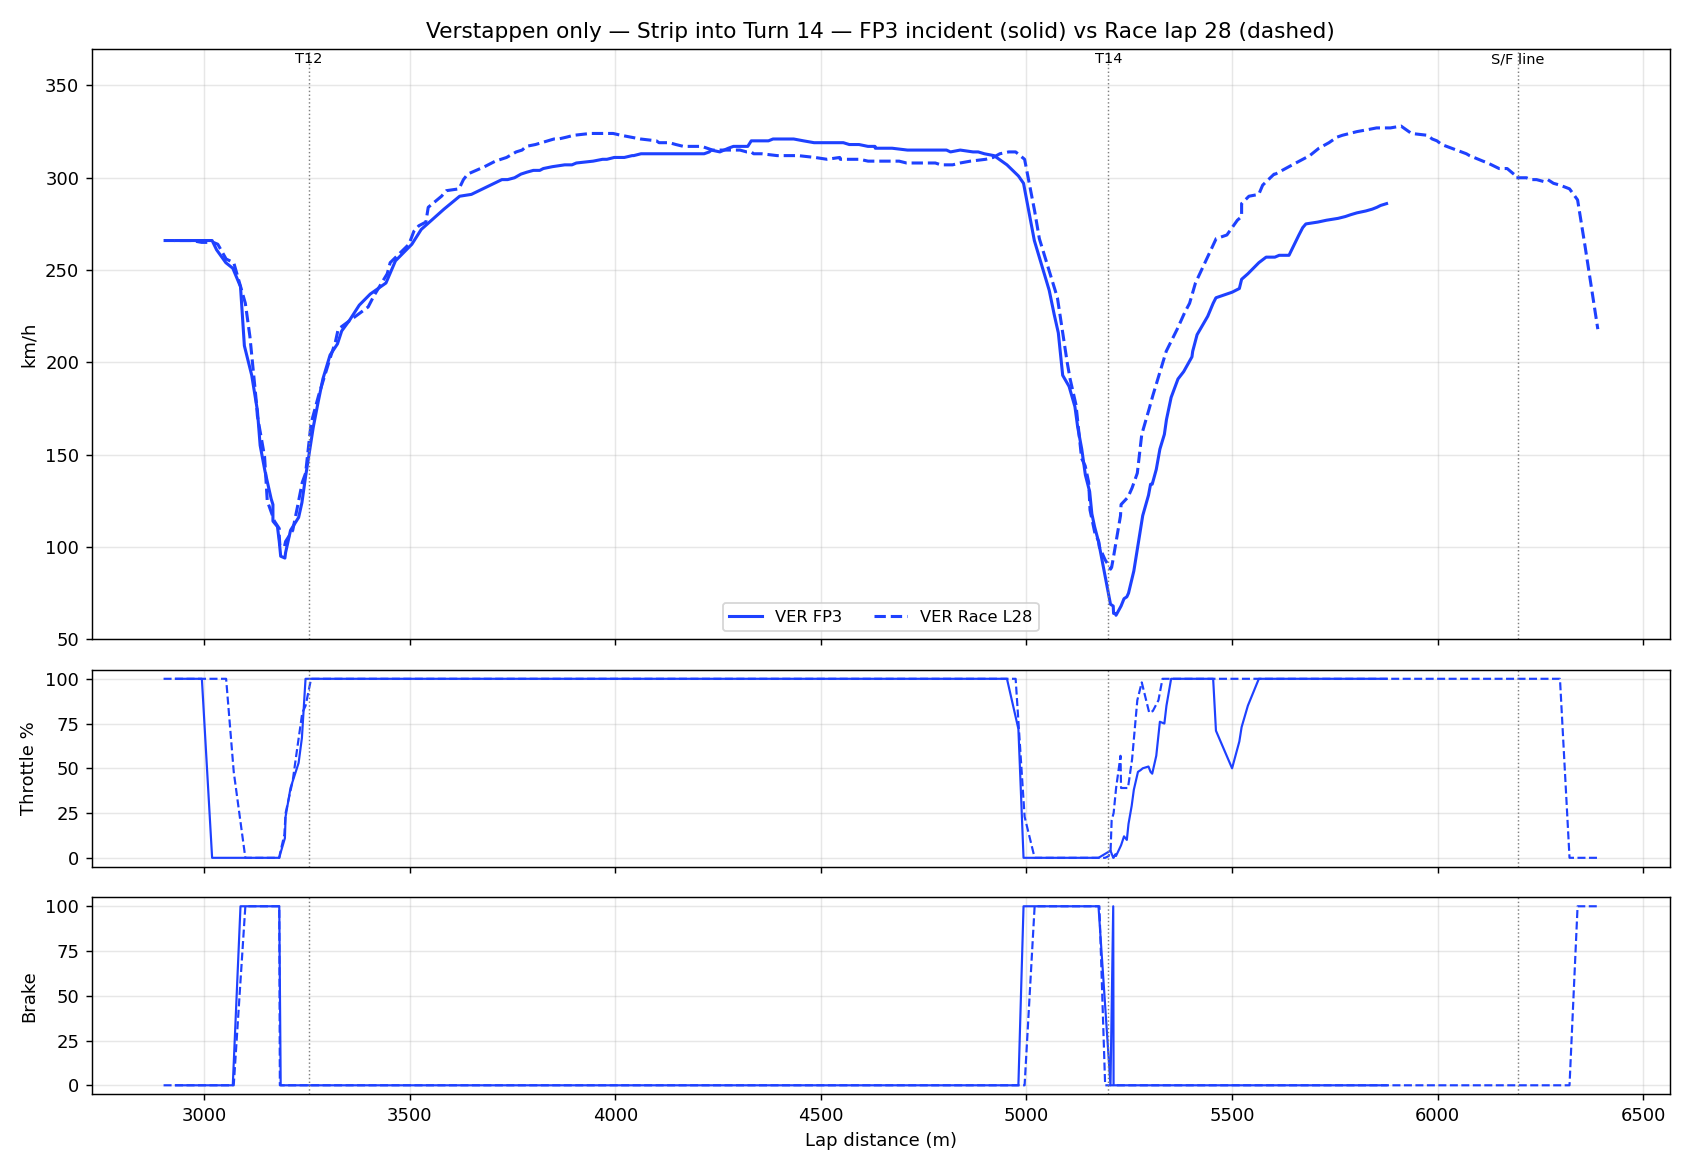 Verstappen only — Strip into Turn 14 — FP3 incident (solid) vs Race lap 28 (dashed)
T12
T14
S/F line
350
300
250
200
150
100
50
km/h
VER FP3
VER Race L28
100
75
50
25
0
Throttle %
100
75
50
25
0
Brake
3000
3500
4000
4500
5000
5500
6000
6500
Lap distance (m)